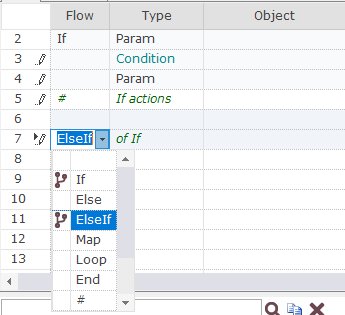 Flow Type Object
2 If Param
3 Condition
4 Param
5 # If actions
6
7 ElseIf of If
8
9 If
10 Else
11 ElseIf
12 Map
13 Loop
End
#